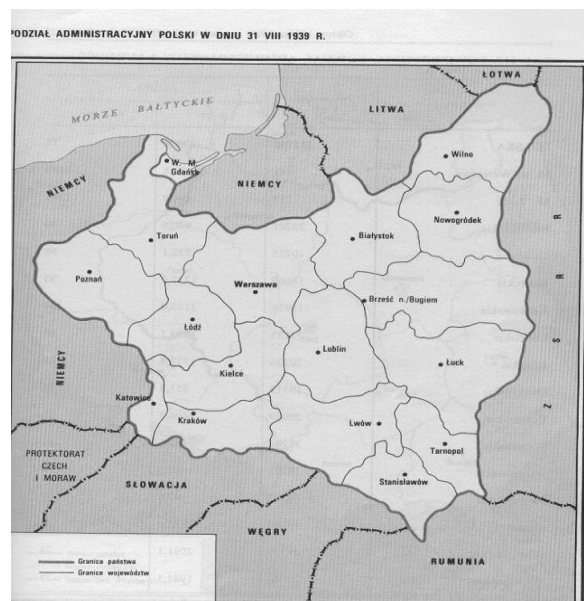 PODZIAŁ ADMINISTRACYJNY POLSKI W DNIU 31 VIII 1939 R.
ŁOTWA
MORZE BAŁTYCKIE
LITWA
Wilno
W. M.
Gdańsk
NIEMCY
NIEMCY
Nowogródek
Toruń
Białystok
Poznań
Warszawa
Brześć n./Bugiem
Łódź
Lublin
Łuck
Kielce
NIEMCY
Z S R R
Katowice
Kraków
Lwów
Tarnopol
PROTEKTORAT
CZECH
I MORAW
SŁOWACJA
Stanisławów
WĘGRY
RUMUNIA
Granica państwa
Granice województw